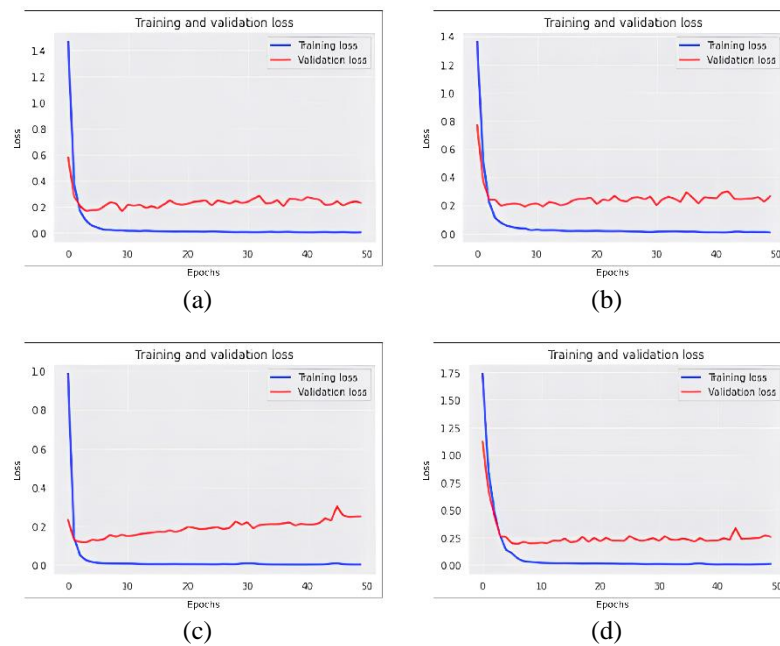 Training and validation loss
Training loss
Validation loss
1.4
1.2
1.0
0.8
0.6
0.4
0.2
0.0
Loss
0 10 20 30 40 50
Epochs
(a)
Training and validation loss
Training loss
Validation loss
1.4
1.2
1.0
0.8
0.6
0.4
0.2
0.0
Loss
0 10 20 30 40 50
Epochs
(b)
Training and validation loss
Training loss
Validation loss
1.0
0.8
0.6
0.4
0.2
0.0
Loss
0 10 20 30 40 50
Epochs
(c)
Training and validation loss
Training loss
Validation loss
1.75
1.50
1.25
1.00
0.75
0.50
0.25
0.00
Loss
0 10 20 30 40 50
Epochs
(d)